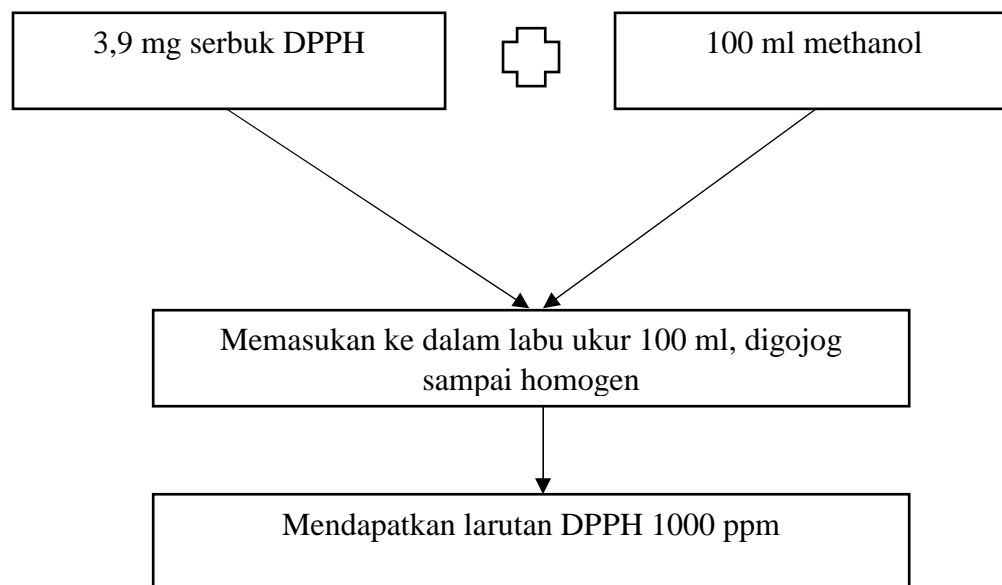 3,9 mg serbuk DPPH
100 ml methanol
Memasukan ke dalam labu ukur 100 ml, digojog
sampai homogen
Mendapatkan larutan DPPH 1000 ppm